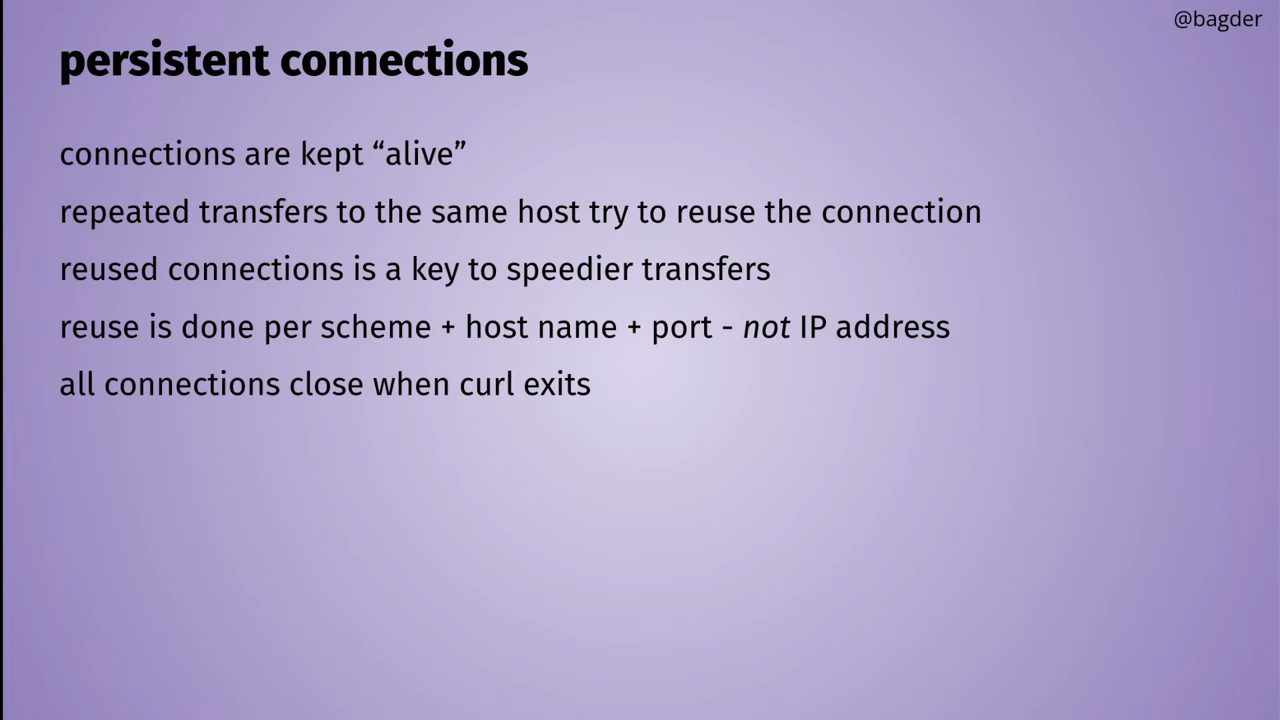 @bagder
persistent connections
connections are kept “alive”
repeated transfers to the same host try to reuse the connection
reused connections is a key to speedier transfers
reuse is done per scheme + host name + port - not IP address
all connections close when curl exits